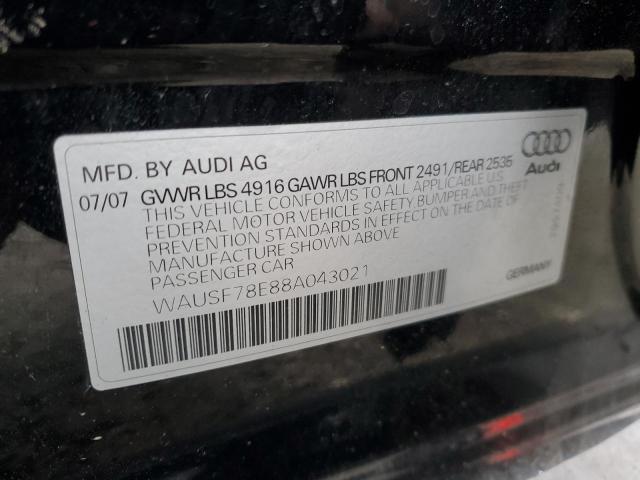 MFD. BY AUDI AG
07/07 GVWR LBS 4916 GAWR LBS FRONT 2491/REAR 2535
THIS VEHICLE CONFORMS TO ALL APPLICABLE U.S.
FEDERAL MOTOR VEHICLE SAFETY, BUMPER, AND THEFT
PREVENTION STANDARDS IN EFFECT ON THE DATE OF
MANUFACTURE SHOWN ABOVE
PASSENGER CAR
WAUSF78E88A043021
Audi
GERMANY